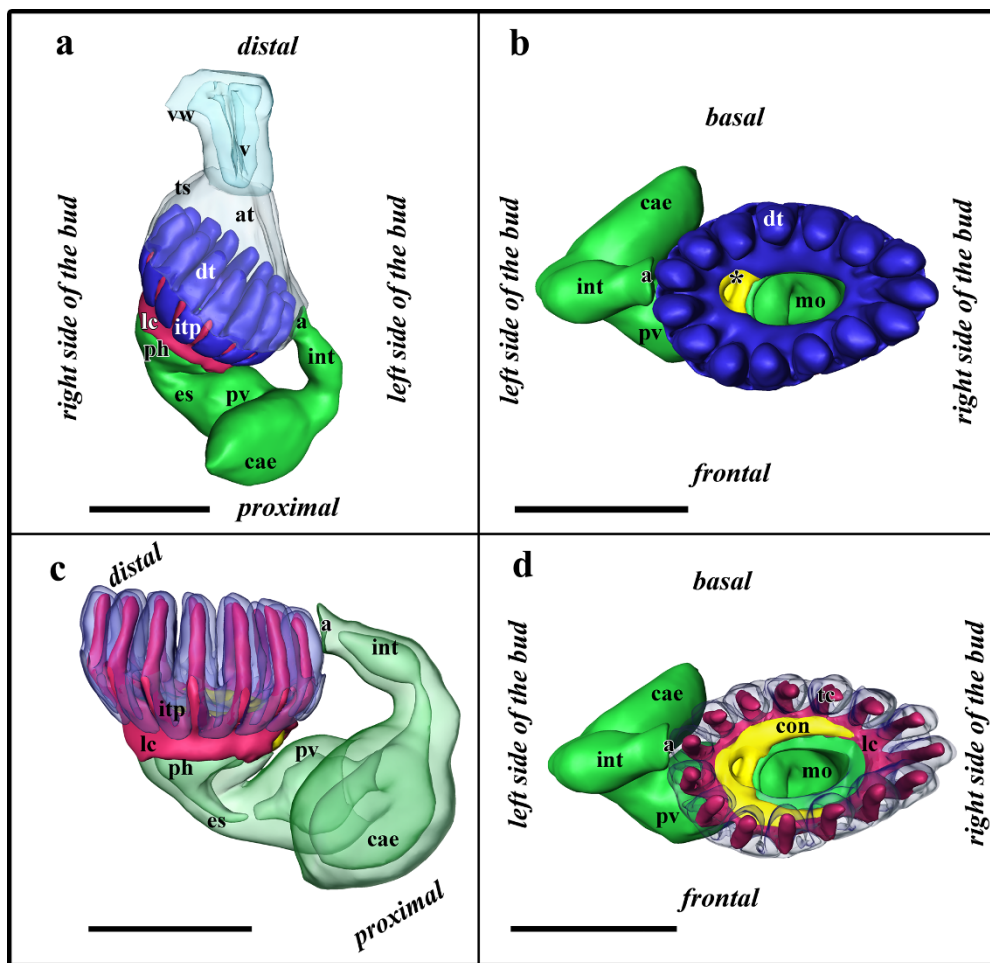 a
distal
vw
v
ts
at
dt
lc
itp
a
ph
int
es
pv
cae
right side of the bud
left side of the bud
proximal
b
basal
cae
dt
int
a
*
mo
pv
left side of the bud
right side of the bud
frontal
c
distal
a
int
itp
lc
pv
ph
es
cae
proximal
d
basal
cae
tc
con
a
lc
int
mo
pv
left side of the bud
right side of the bud
frontal